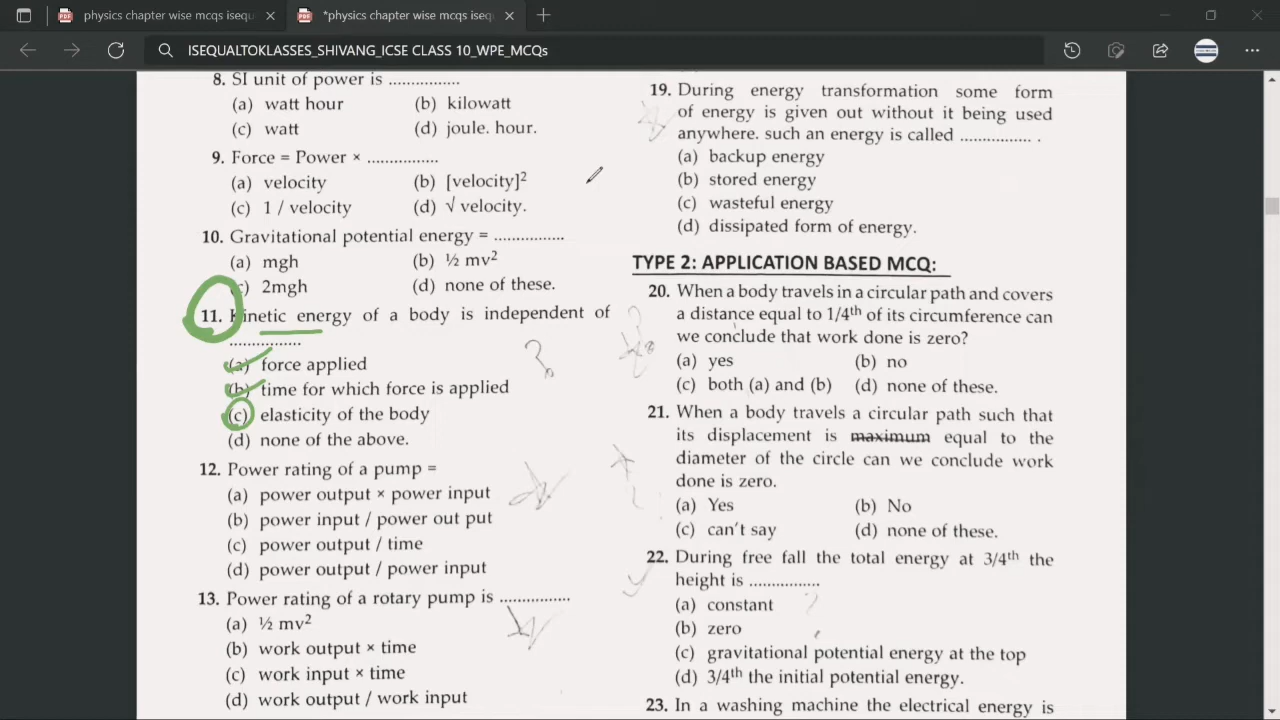 physics chapter wise mcqs isequ
*physics chapter wise mcqs iseq
ISEQUALTOKLASSES_SHIVANG_ICSE CLASS 10_WPE_MCQs
8. SI unit of power is ................
(a) watt hour (b) kilowatt
(c) watt (d) joule. hour.
9. Force = Power × ................
(a) velocity (b) [velocity]²
(c) 1 / velocity (d) √ velocity.
10. Gravitational potential energy = ................
(a) mgh (b) ½ mv²
(c) 2mgh (d) none of these.
11. Kinetic energy of a body is independent of
................
(a) force applied
(b) time for which force is applied
(c) elasticity of the body
(d) none of the above.
12. Power rating of a pump =
(a) power output × power input
(b) power input / power out put
(c) power output / time
(d) power output / power input
13. Power rating of a rotary pump is ................
(a) ½ mv²
(b) work output × time
(c) work input × time
(d) work output / work input
19. During energy transformation some form
of energy is given out without it being used
anywhere. such an energy is called ................ .
(a) backup energy
(b) stored energy
(c) wasteful energy
(d) dissipated form of energy.
TYPE 2: APPLICATION BASED MCQ:
20. When a body travels in a circular path and covers
a distance equal to 1/4th of its circumference can
we conclude that work done is zero?
(a) yes (b) no
(c) both (a) and (b) (d) none of these.
21. When a body travels a circular path such that
its displacement is maximum equal to the
diameter of the circle can we conclude work
done is zero.
(a) Yes (b) No
(c) can't say (d) none of these.
22. During free fall the total energy at 3/4th the
height is ................
(a) constant
(b) zero
(c) gravitational potential energy at the top
(d) 3/4th the initial potential energy.
23. In a washing machine the electrical energy is